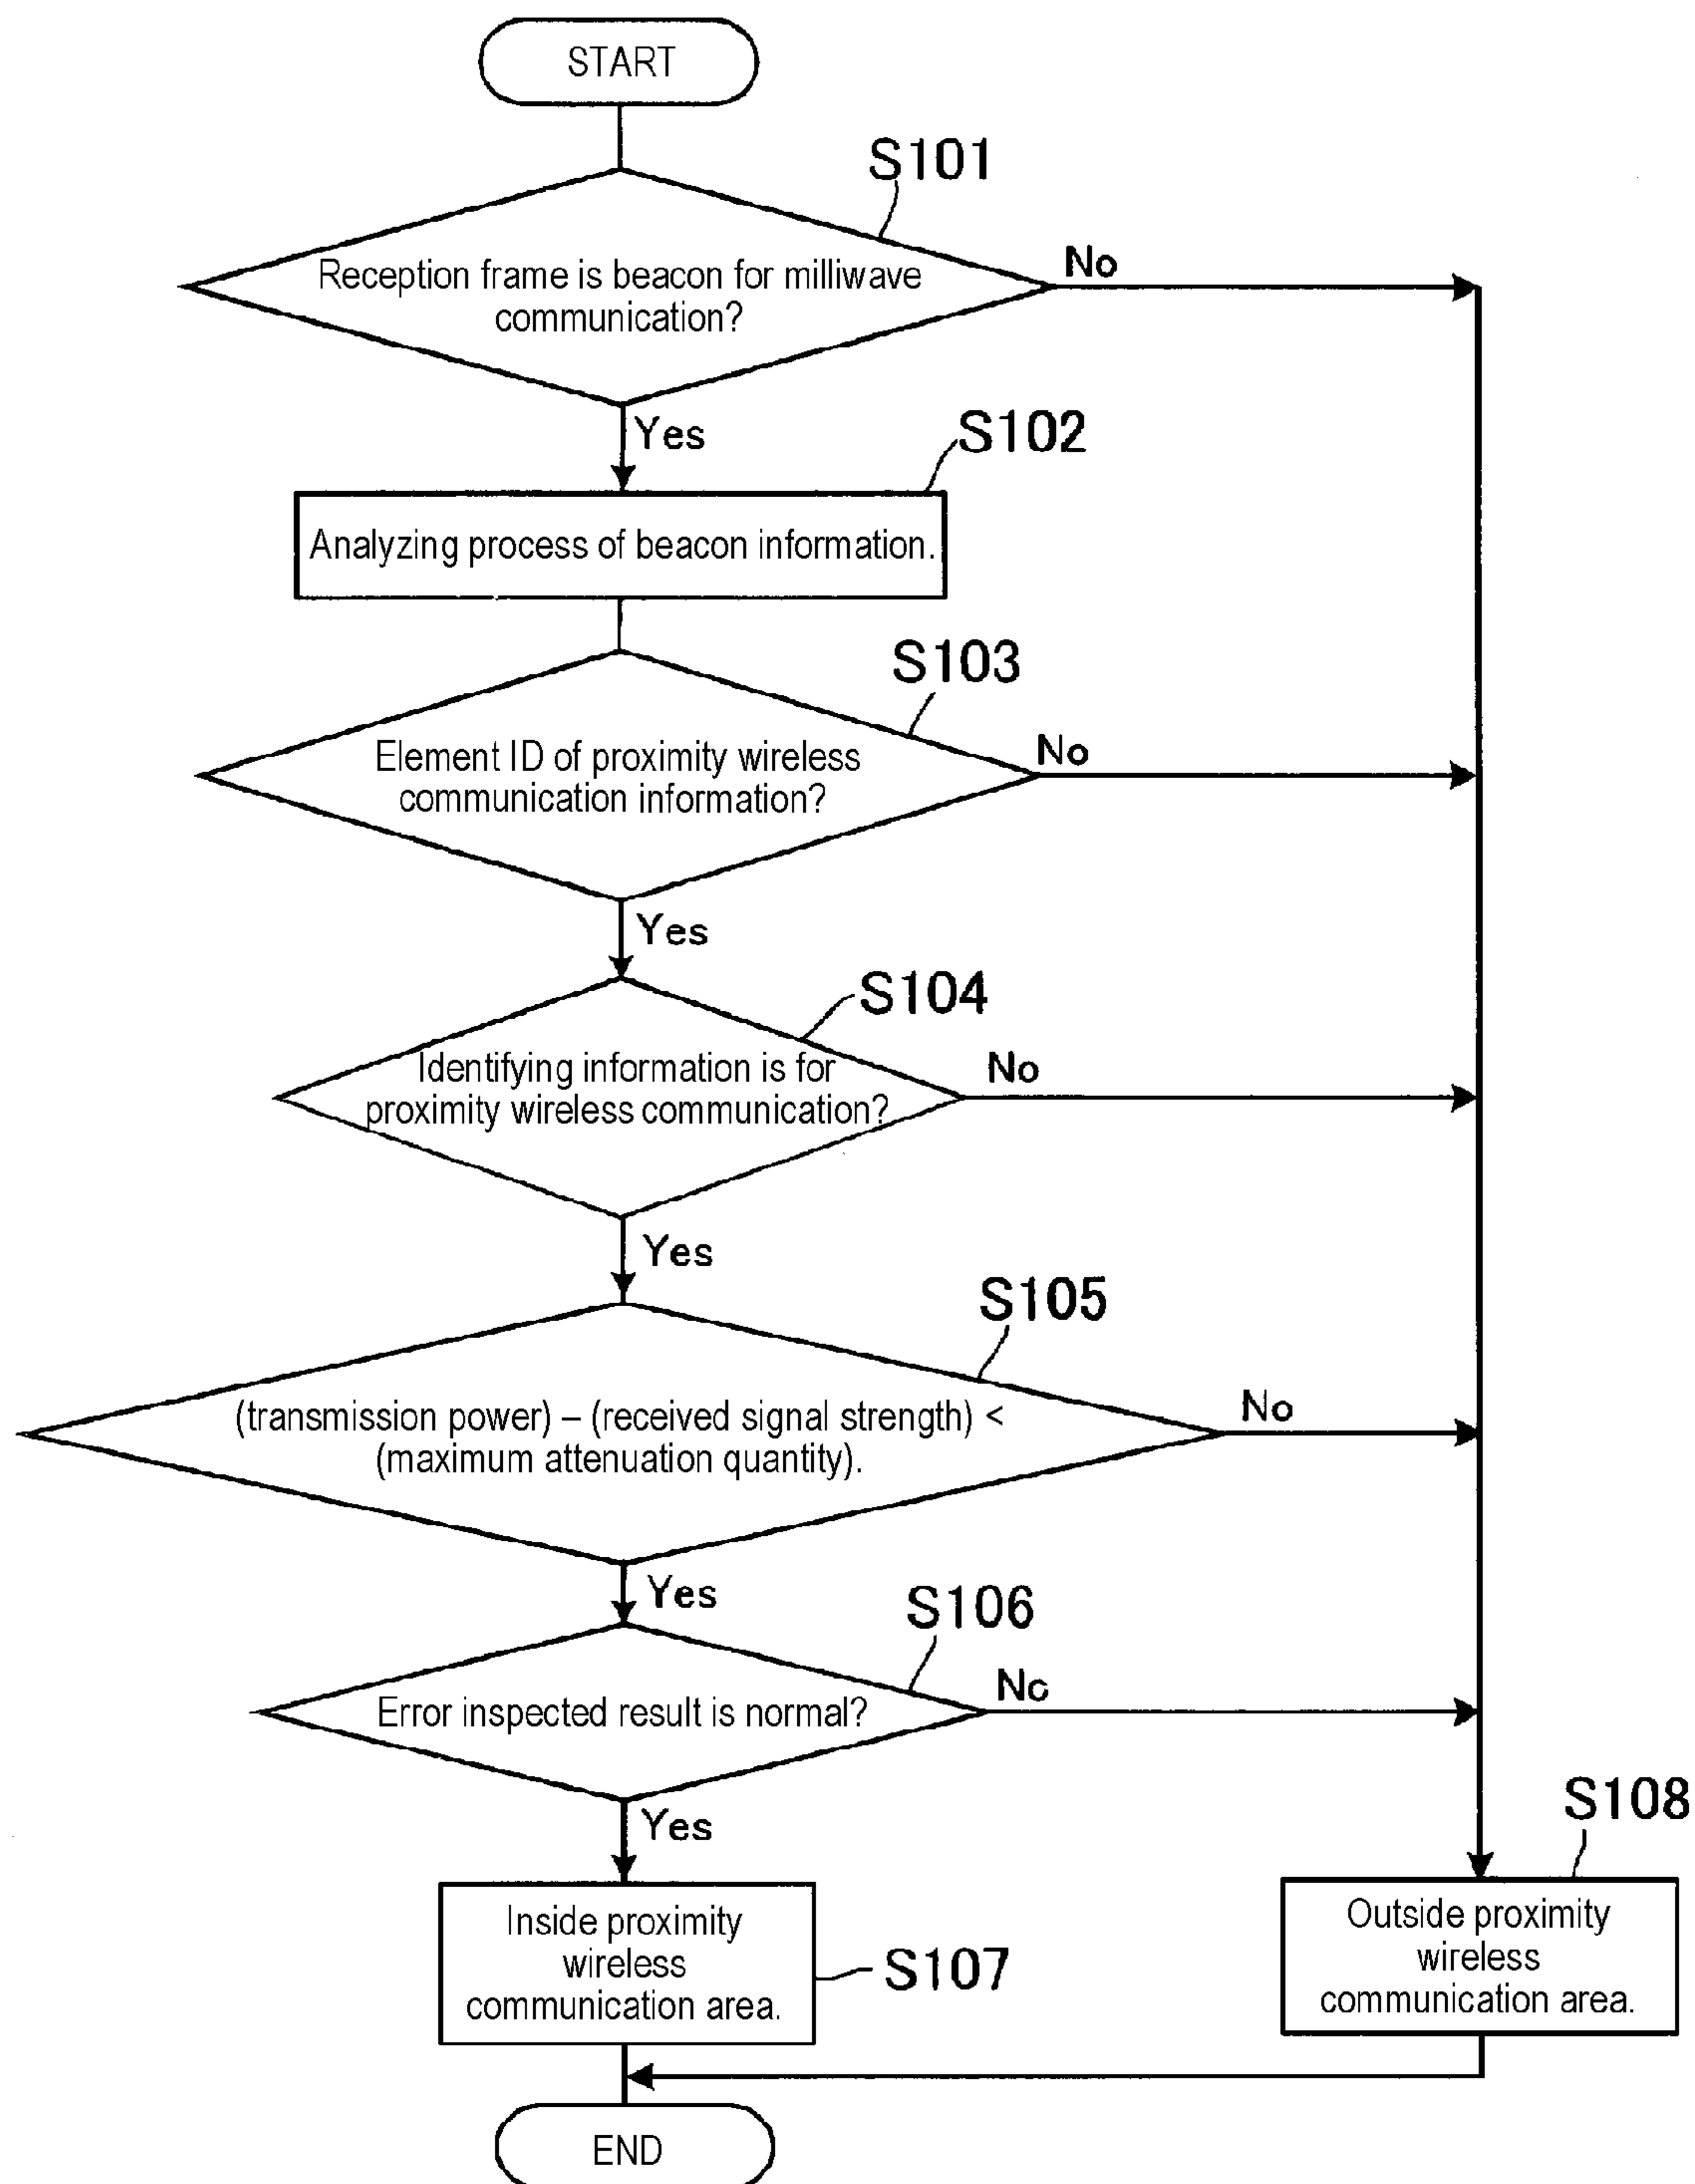 START
S101
Reception frame is beacon for milliwave
communication?
No
Yes
S102
Analyzing process of beacon information.
S103
Element ID of proximity wireless
communication information?
No
Yes
S104
Identifying information is for
proximity wireless communication?
No
Yes
S105
(transmission power) – (received signal strength) <
(maximum attenuation quantity).
No
Yes
S106
Error inspected result is normal?
Nc
Yes
S108
Inside proximity
wireless
communication area.
S107
Outside proximity
wireless
communication area.
END